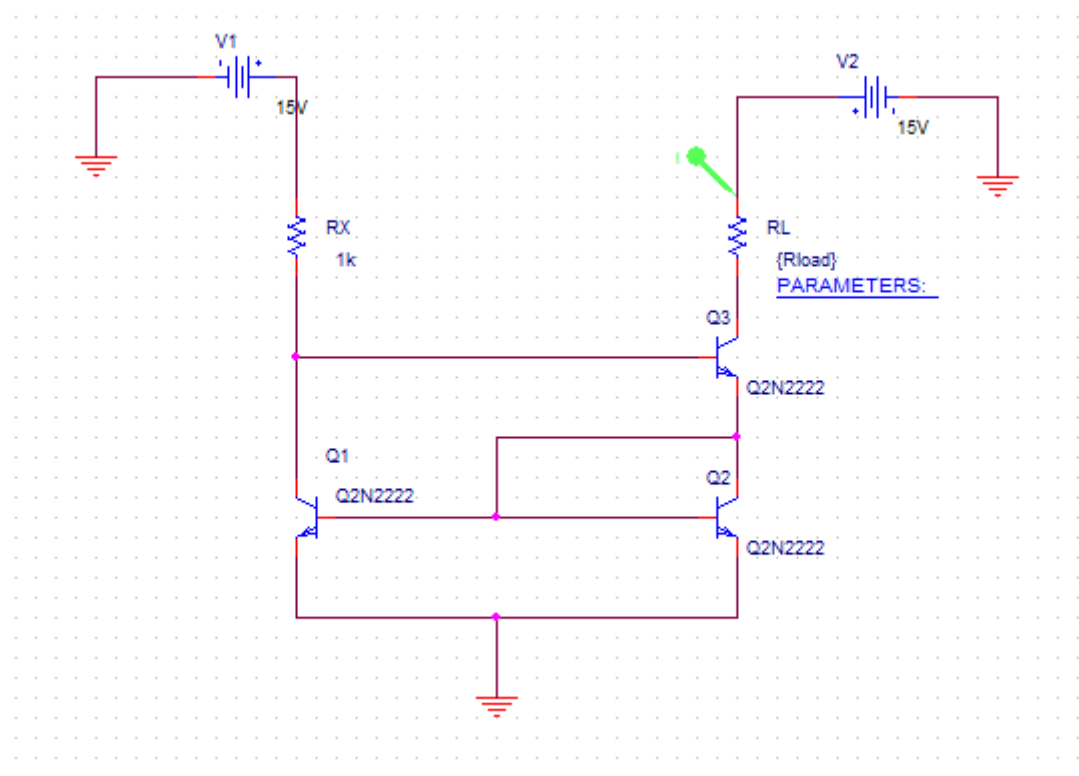 V1
15V
V2
15V
RX
1k
RL
{Rload}
PARAMETERS:
Q3
Q2N2222
Q1
Q2N2222
Q2
Q2N2222
I